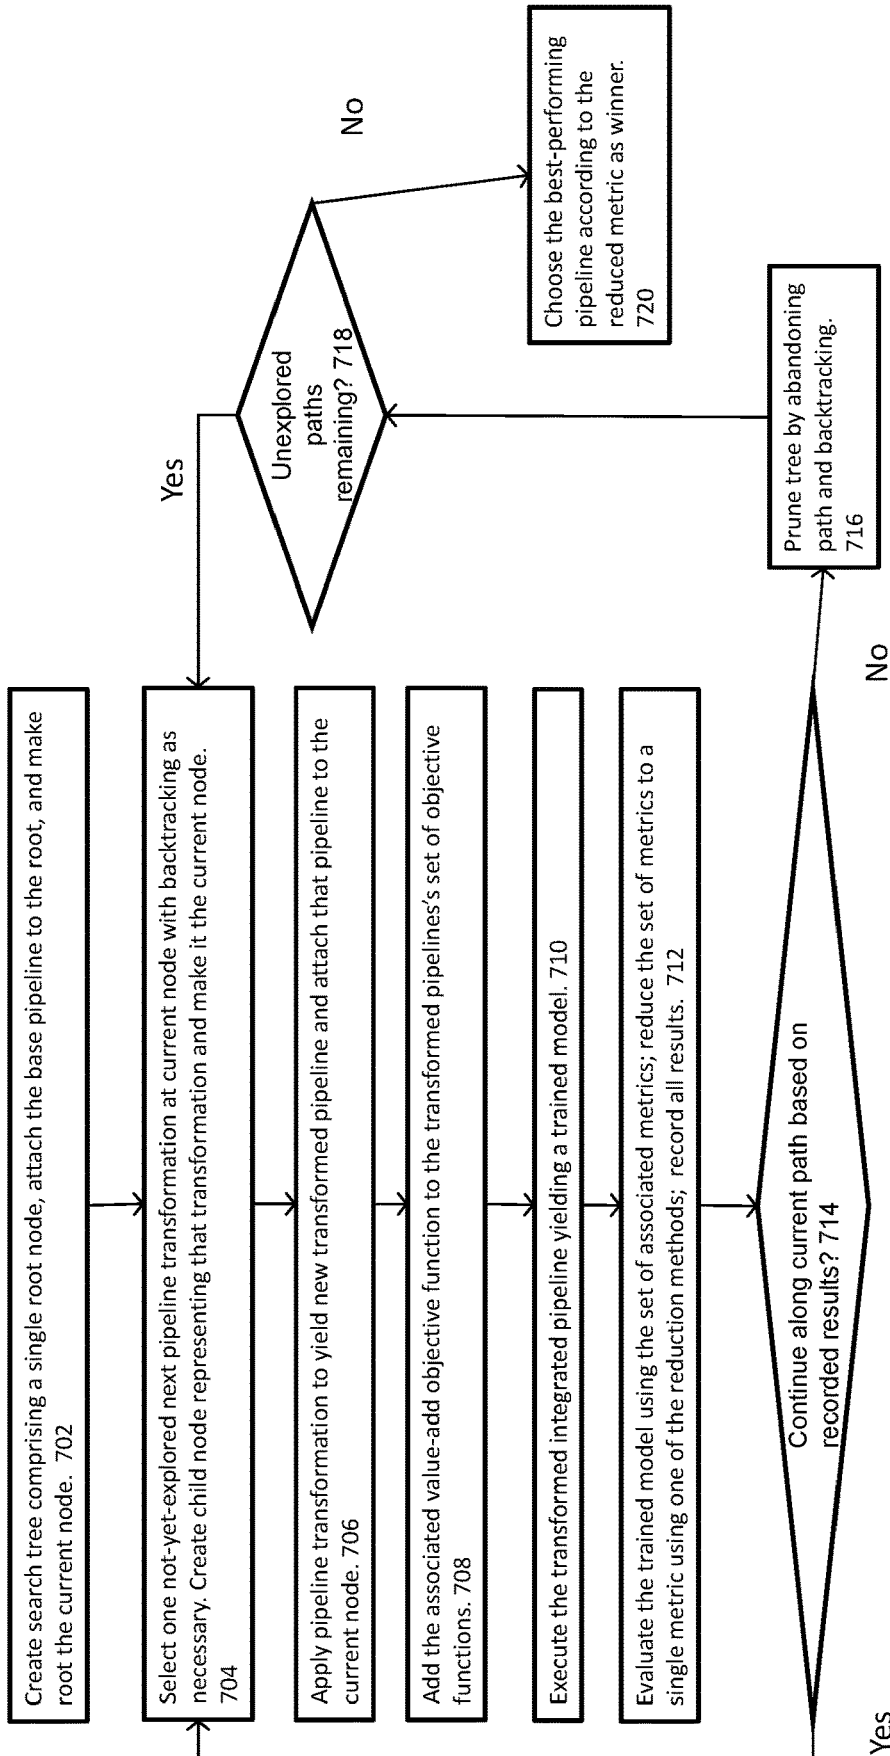 Create search tree comprising a single root node, attach the base pipeline to the root, and make
root the current node.  702
Select one not-yet-explored next pipeline transformation at current node with backtracking as
necessary. Create child node representing that transformation and make it the current node.
704
Apply pipeline transformation to yield new transformed pipeline and attach that pipeline to the
current node. 706
Add the associated value-add objective function to the transformed pipelines's set of objective
functions. 708
Execute the transformed integrated pipeline yielding a trained model. 710
Evaluate the trained model using the set of associated metrics; reduce the set of metrics to a
single metric using one of the reduction methods;  record all results.  712
Continue along current path based on
recorded results? 714
Yes
No
Prune tree by abandoning
path and backtracking.
716
Unexplored
paths
remaining? 718
Yes
No
Choose the best-performing
pipeline according to the
reduced metric as winner.
720